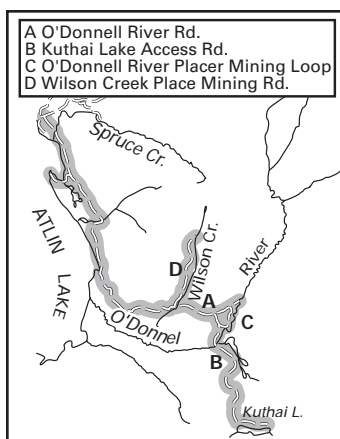 A O'Donnell River Rd.
B Kuthai Lake Access Rd.
C O'Donnell River Placer Mining Loop
D Wilson Creek Place Mining Rd.
Spruce Cr.
ATLIN LAKE
Wilson Cr.
River
D
A
C
O'Donnel
B
Kuthai L.